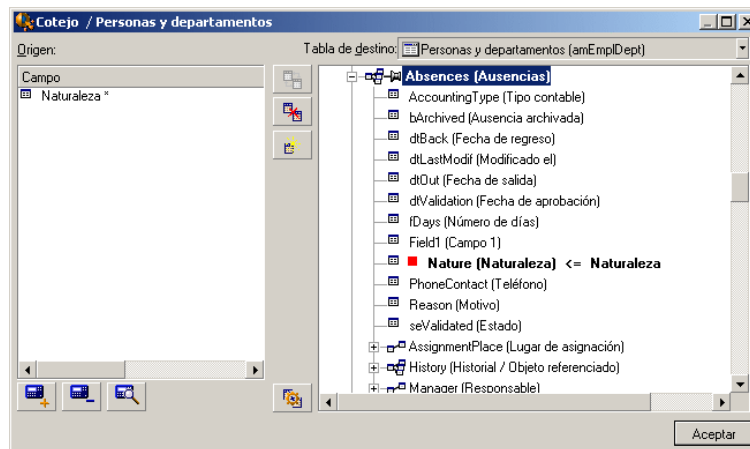 Cotejo / Personas y departamentos
Origen:
Tabla de destino: Personas y departamentos (amEmplDept)
Campo
Naturaleza *
Absences (Ausencias)
AccountingType (Tipo contable)
bArchived (Ausencia archivada)
dtBack (Fecha de regreso)
dtLastModif (Modificado el)
dtOut (Fecha de salida)
dtValidation (Fecha de aprobación)
fDays (Número de días)
Field1 (Campo 1)
Nature (Naturaleza) <= Naturaleza
PhoneContact (Teléfono)
Reason (Motivo)
seValidated (Estado)
AssignmentPlace (Lugar de asignación)
History (Historial / Objeto referenciado)
Manager (Responsable)
Aceptar